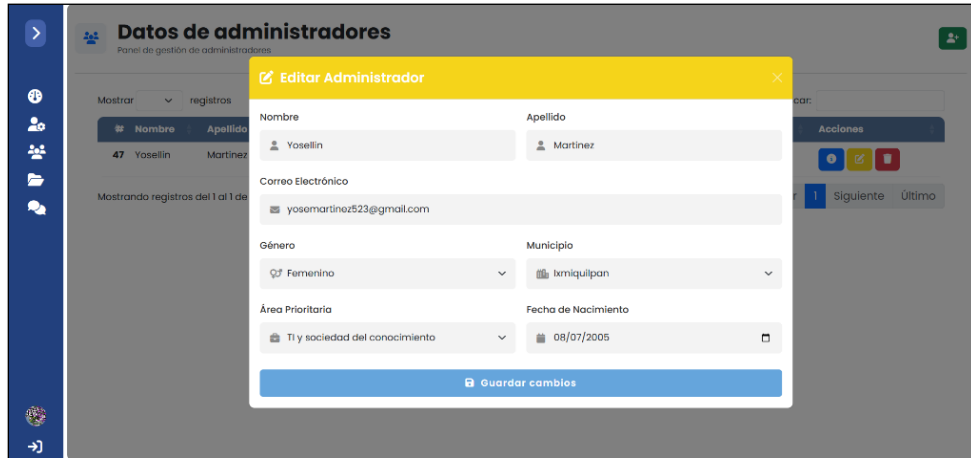 Datos de administradores
Panel de gestión de administradores
Editar Administrador
Mostrar registros
car:
# Nombre Apellido Acciones
47 Yosellin Martinez
Mostrando registros del 1 al 1 de
r 1 Siguiente Último
Nombre Apellido
Yosellin Martinez
Correo Electrónico
yosemartinez523@gmail.com
Género Municipio
Femenino Ixmiquilpan
Área Prioritaria Fecha de Nacimiento
TI y sociedad del conocimiento 08/07/2005
Guardar cambios